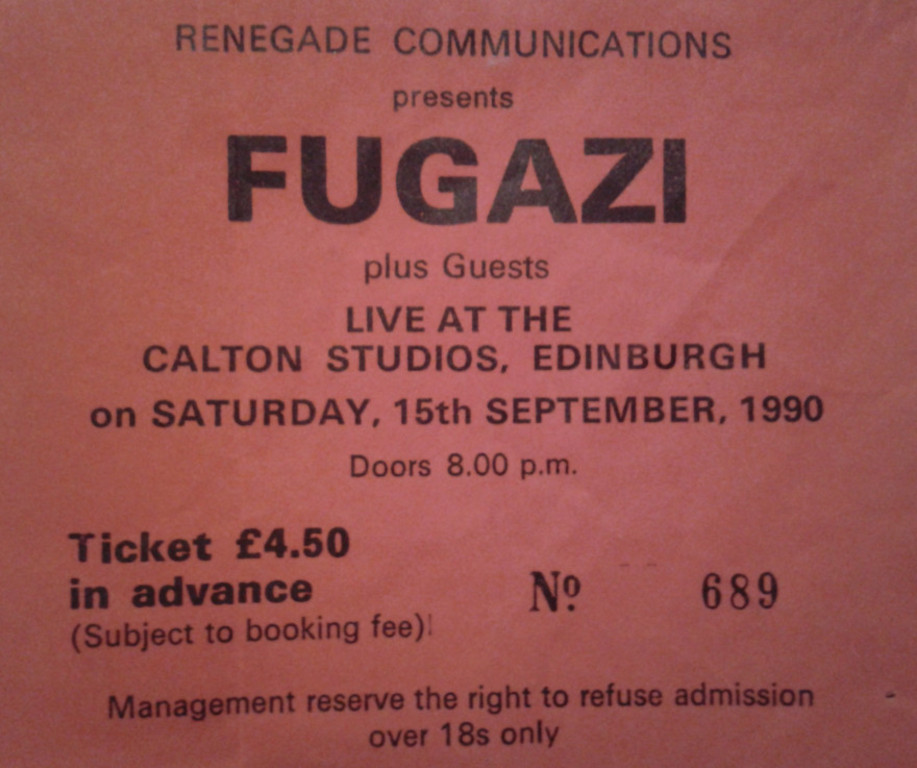 RENEGADE COMMUNICATIONS
presents
FUGAZI
plus Guests
LIVE AT THE
CALTON STUDIOS, EDINBURGH
on SATURDAY, 15th SEPTEMBER, 1990
Doors 8.00 p.m.
Ticket £4.50
in advance
(Subject to booking fee)
Nº 689
Management reserve the right to refuse admission
over 18s only